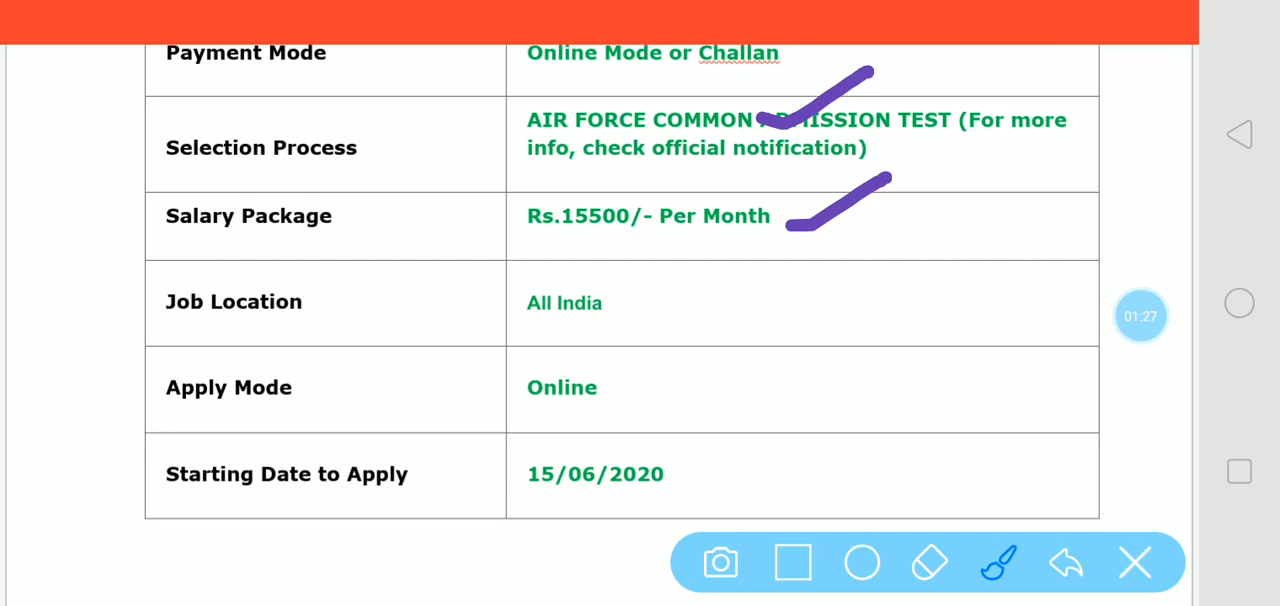 Payment Mode
Online Mode or Challan
Selection Process
AIR FORCE COMMON ADMISSION TEST (For more
info, check official notification)
Salary Package
Rs.15500/- Per Month
Job Location
All India
Apply Mode
Online
Starting Date to Apply
15/06/2020
01:27